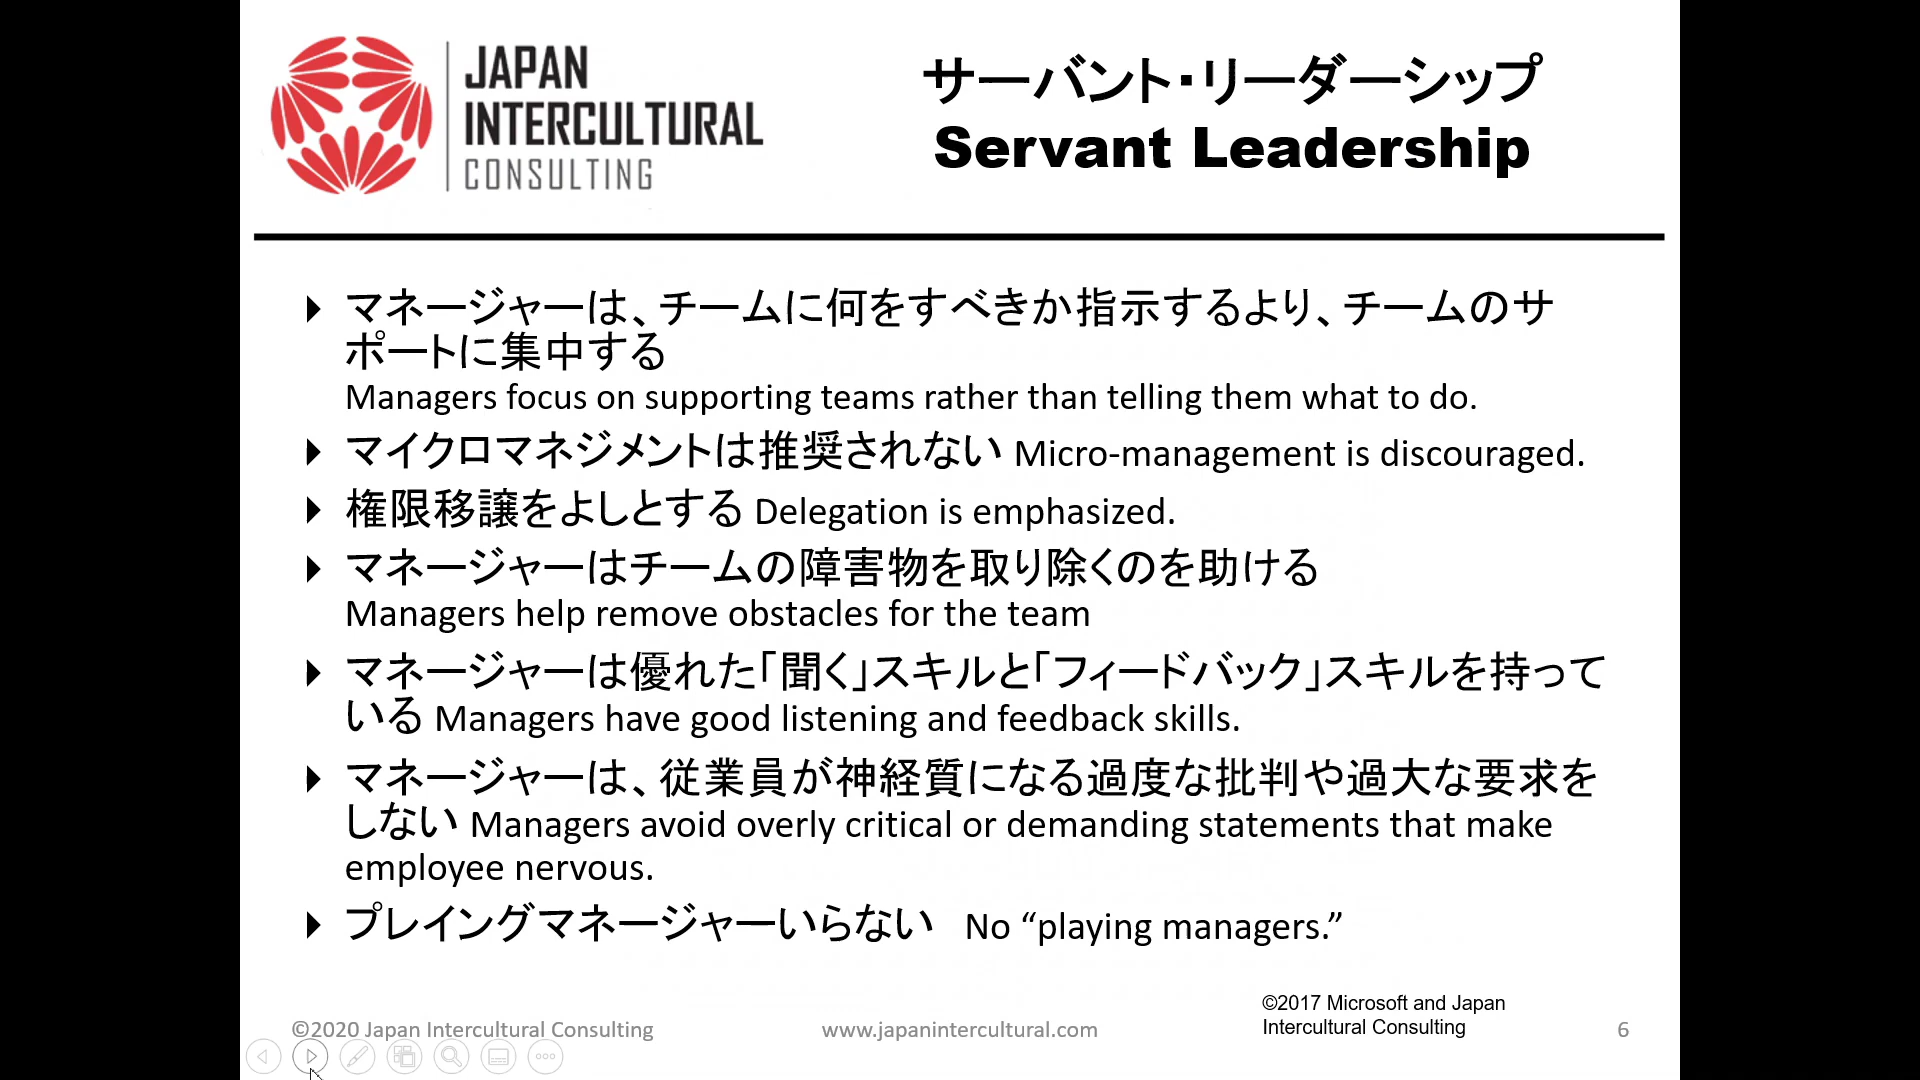 JAPAN
INTERCULTURAL
CONSULTING
サーバント・リーダーシップ
Servant Leadership
マネージャーは、チームに何をすべきか指示するより、チームのサ
ポートに集中する
Managers focus on supporting teams rather than telling them what to do.
マイクロマネジメントは推奨されない Micro-management is discouraged.
権限移譲をよしとする Delegation is emphasized.
マネージャーはチームの障害物を取り除くのを助ける
Managers help remove obstacles for the team
マネージャーは優れた「聞く」スキルと「フィードバック」スキルを持って
いる Managers have good listening and feedback skills.
マネージャーは、従業員が神経質になる過度な批判や過大な要求を
しない Managers avoid overly critical or demanding statements that make
employee nervous.
プレイングマネージャーいらない No “playing managers.”
©2017 Microsoft and Japan
Intercultural Consulting
©2020 Japan Intercultural Consulting
www.japanintercultural.com
6